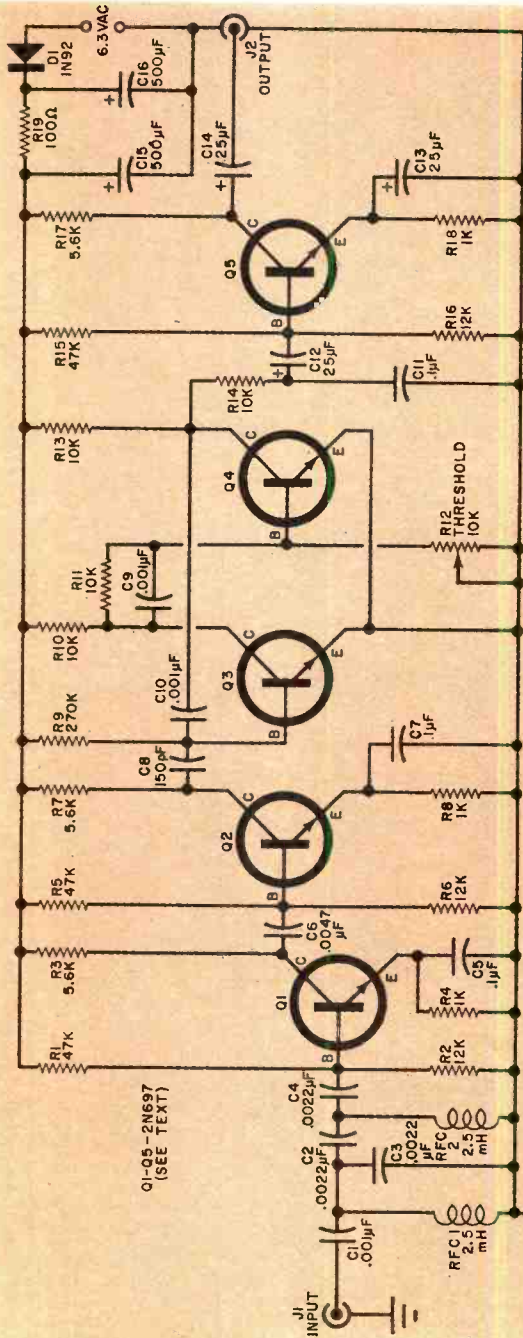 J1
INPUT
C1
.001µF
RFC 1
2.5
mH
C2
.0022µF
C3
.0022
µF
RFC
2
2.5
mH
C4
.0022µF
Q1-Q5-2N697
(SEE TEXT)
R1
47K
R2
12K
B
C
E
Q1
R3
5.6K
R4
1K
C5
.1µF
C6
.0047
µF
R5
47K
R6
12K
B
C
E
Q2
R7
5.6K
R8
1K
C7
.1µF
C8
150pF
R9
270K
C10
.001µF
B
C
E
Q3
R10
10K
R11
10K
C9
.001µF
B
C
E
Q4
R12
THRESHOLD
10K
R13
10K
R14
10K
C11
.1µF
+
C12
25µF
R15
47K
R16
12K
B
C
E
Q5
R17
5.6K
R18
1K
+
C13
25µF
+
C14
25µF
J2
OUTPUT
+
C15
500µF
+
C16
500µF
R19
100Ω
D1
1N92
6.3VAC